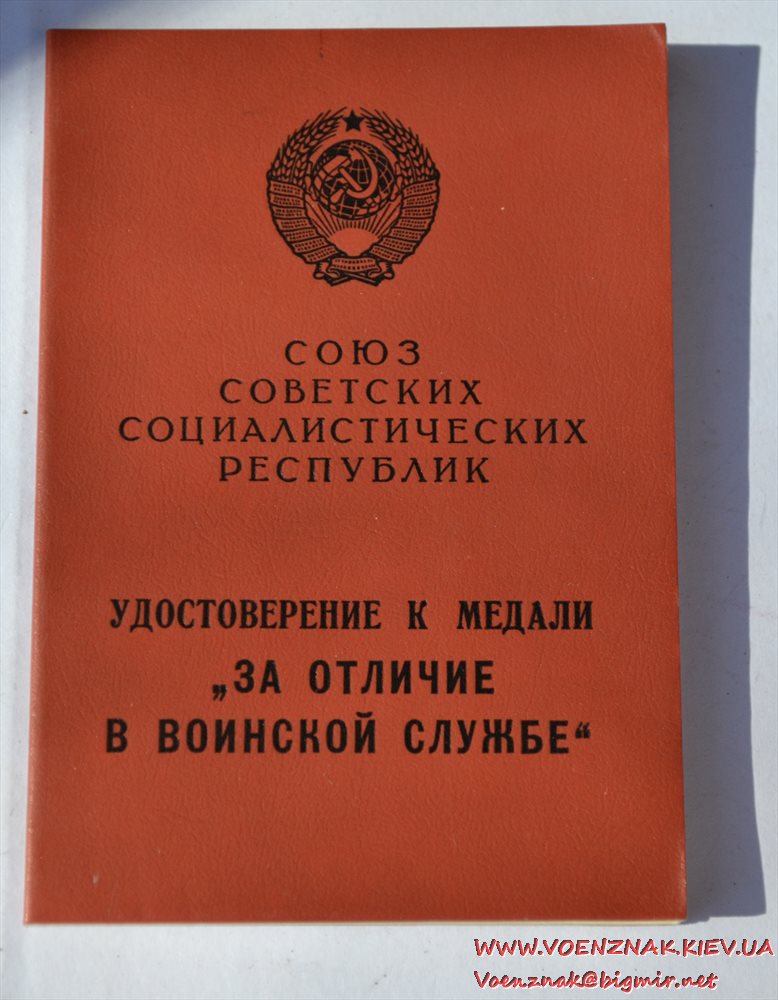 СОЮЗ
СОВЕТСКИХ
СОЦИАЛИСТИЧЕСКИХ
РЕСПУБЛИК
УДОСТОВЕРЕНИЕ К МЕДАЛИ
„ЗА ОТЛИЧИЕ
В ВОИНСКОЙ СЛУЖБЕ“
WWW.VOENZNAK.KIEV.UA
Voenznak@bigmir.net